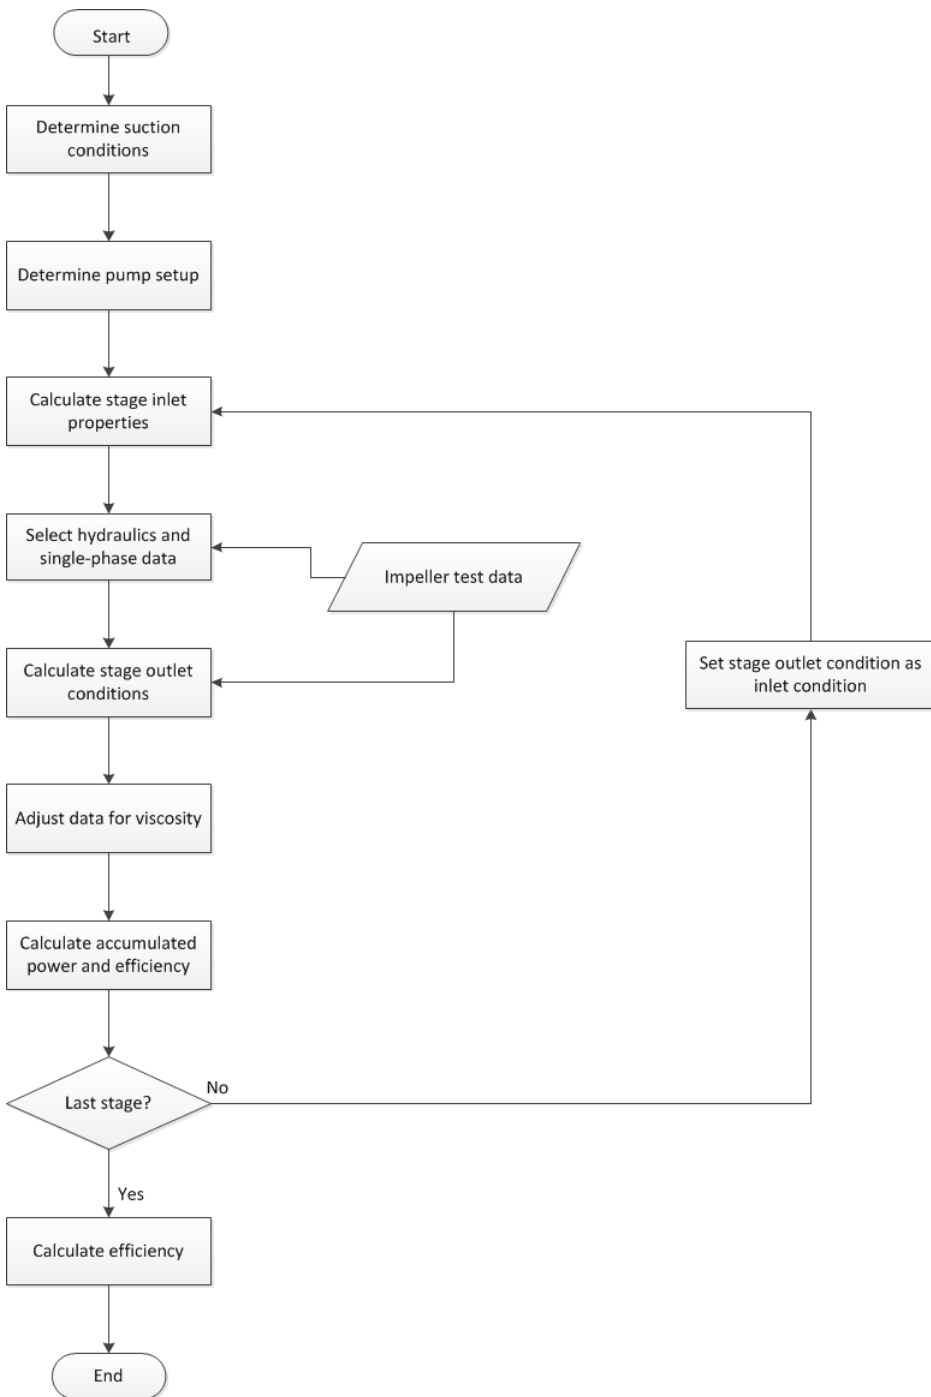 Start
Determine suction
conditions
Determine pump setup
Calculate stage inlet
properties
Select hydraulics and
single-phase data
Impeller test data
Calculate stage outlet
conditions
Set stage outlet condition as
inlet condition
Adjust data for viscosity
Calculate accumulated
power and efficiency
Last stage?
No
Yes
Calculate efficiency
End